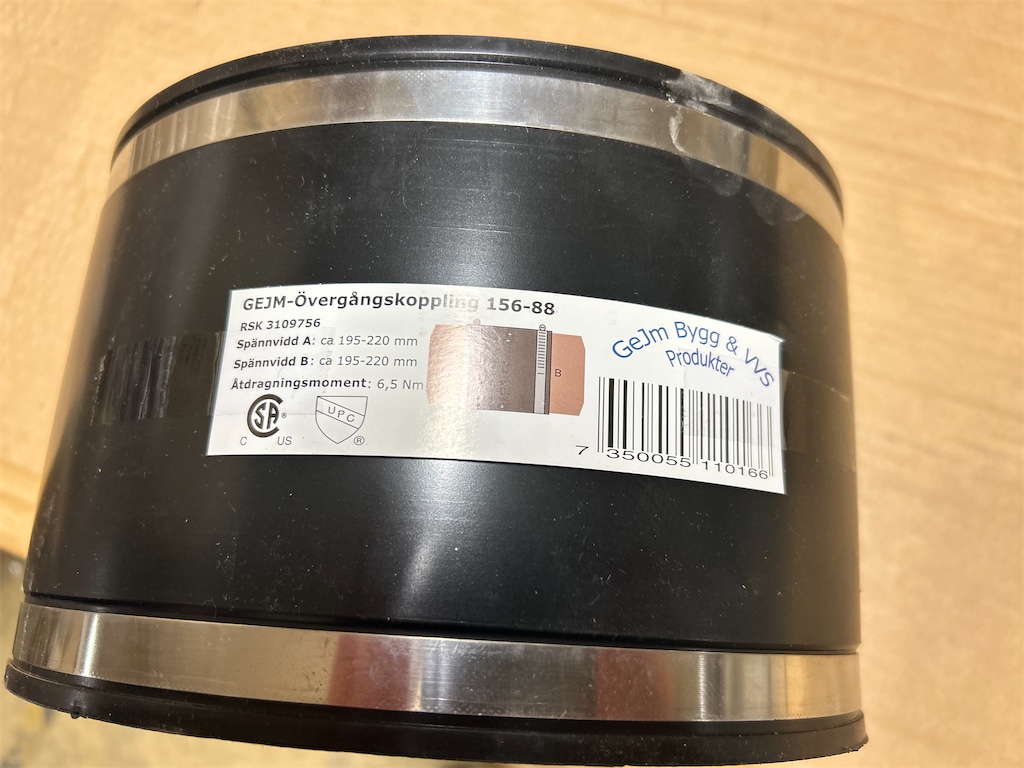 GEJM-Övergångskoppling 156-88
RSK 3109756
Spännvidd A: ca 195-220 mm
Spännvidd B: ca 195-220 mm
Åtdragningsmoment: 6,5 Nm
CSA®
C US
UPC
®
B
GeJm Bygg & VVS
Produkter
7 350055 110166